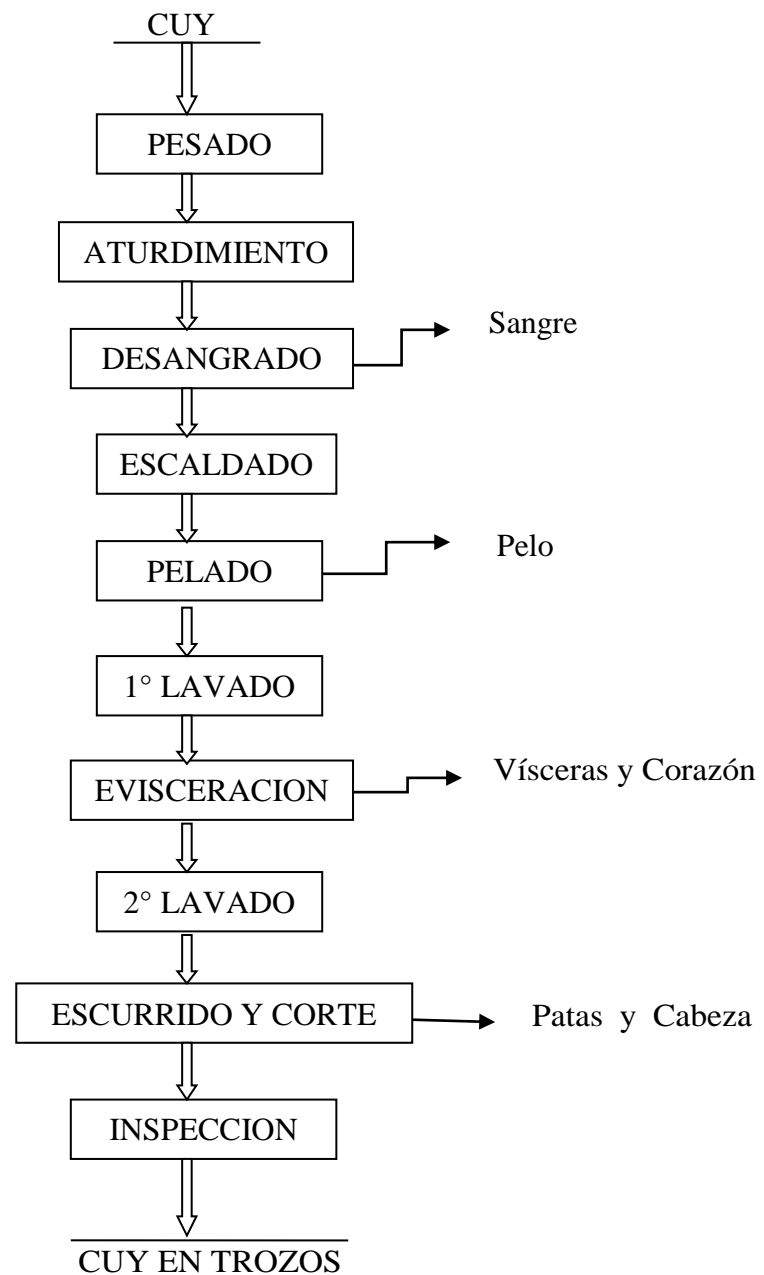 CUY
PESADO
ATURDIMIENTO
DESANGRADO
Sangre
ESCALDADO
PELADO
Pelo
1° LAVADO
EVISCERACION
Vísceras y Corazón
2° LAVADO
ESCURRIDO Y CORTE
Patas y Cabeza
INSPECCION
CUY EN TROZOS